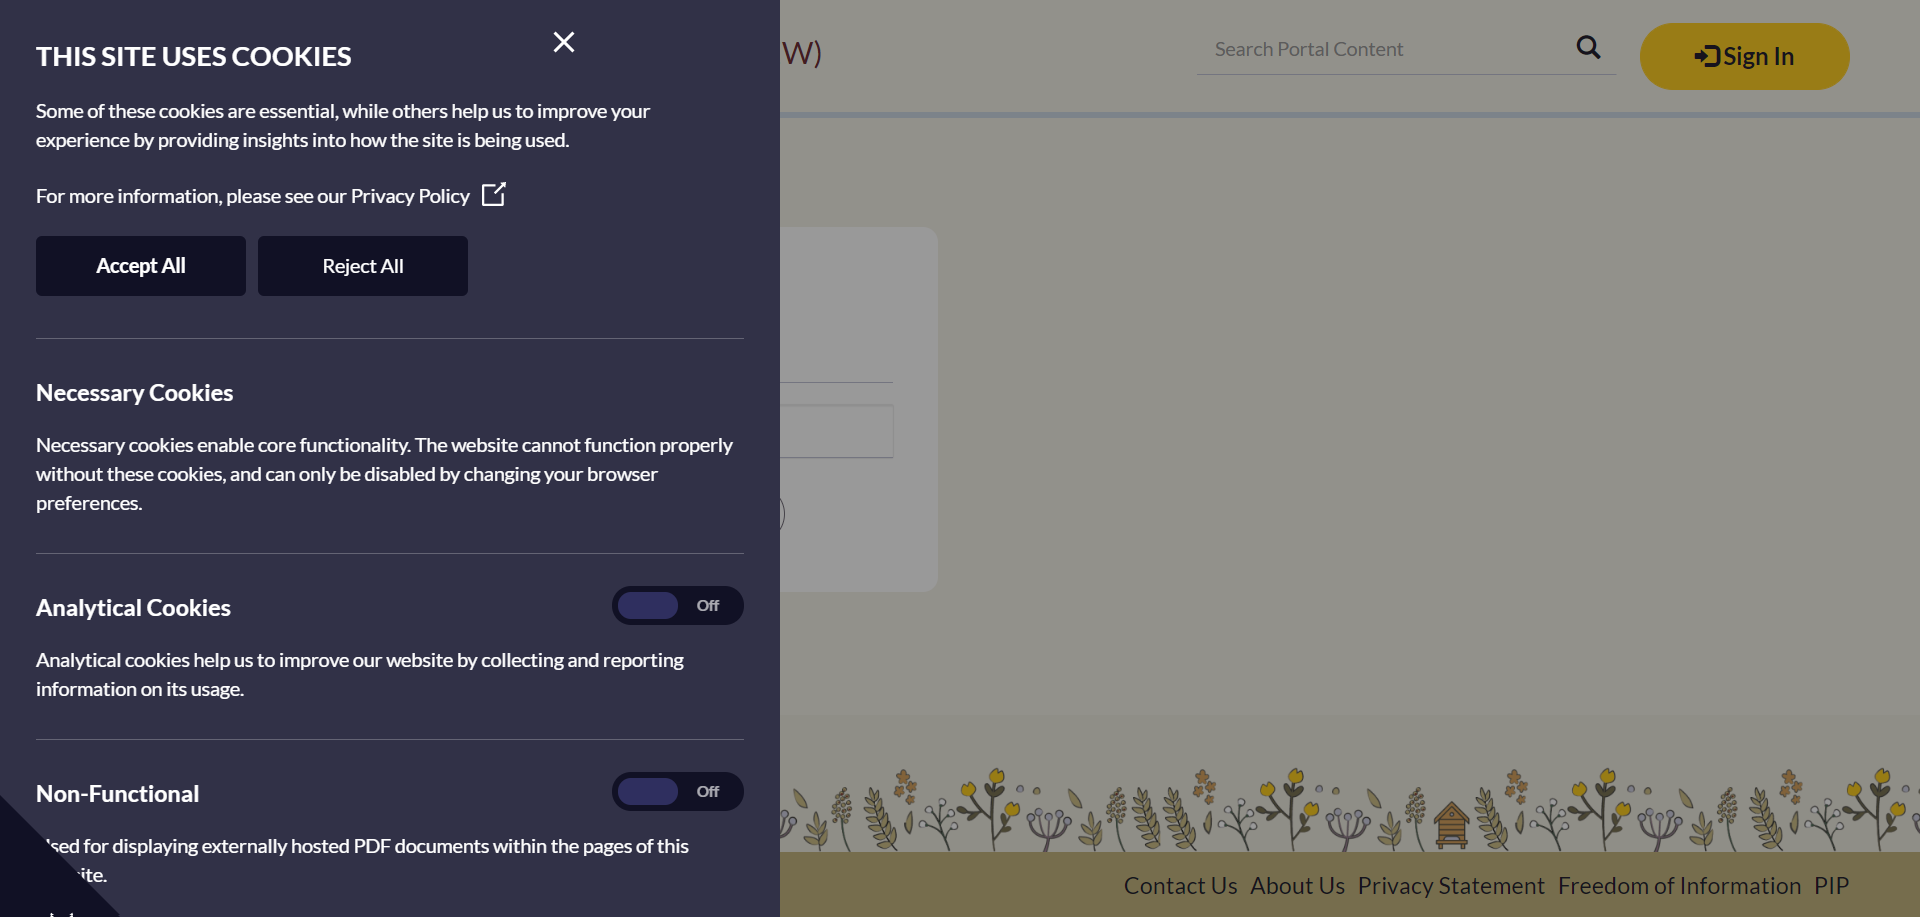 THIS SITE USES COOKIES
Some of these cookies are essential, while others help us to improve your
experience by providing insights into how the site is being used.
For more information, please see our Privacy Policy
Accept All
Reject All
Necessary Cookies
Necessary cookies enable core functionality. The website cannot function properly
without these cookies, and can only be disabled by changing your browser
preferences.
Analytical Cookies
Off
Analytical cookies help us to improve our website by collecting and reporting
information on its usage.
Non-Functional
Off
for displaying externally hosted PDF documents within the pages of this
W)
Search Portal Content
Sign In
Contact Us About Us Privacy Statement Freedom of Information PIP